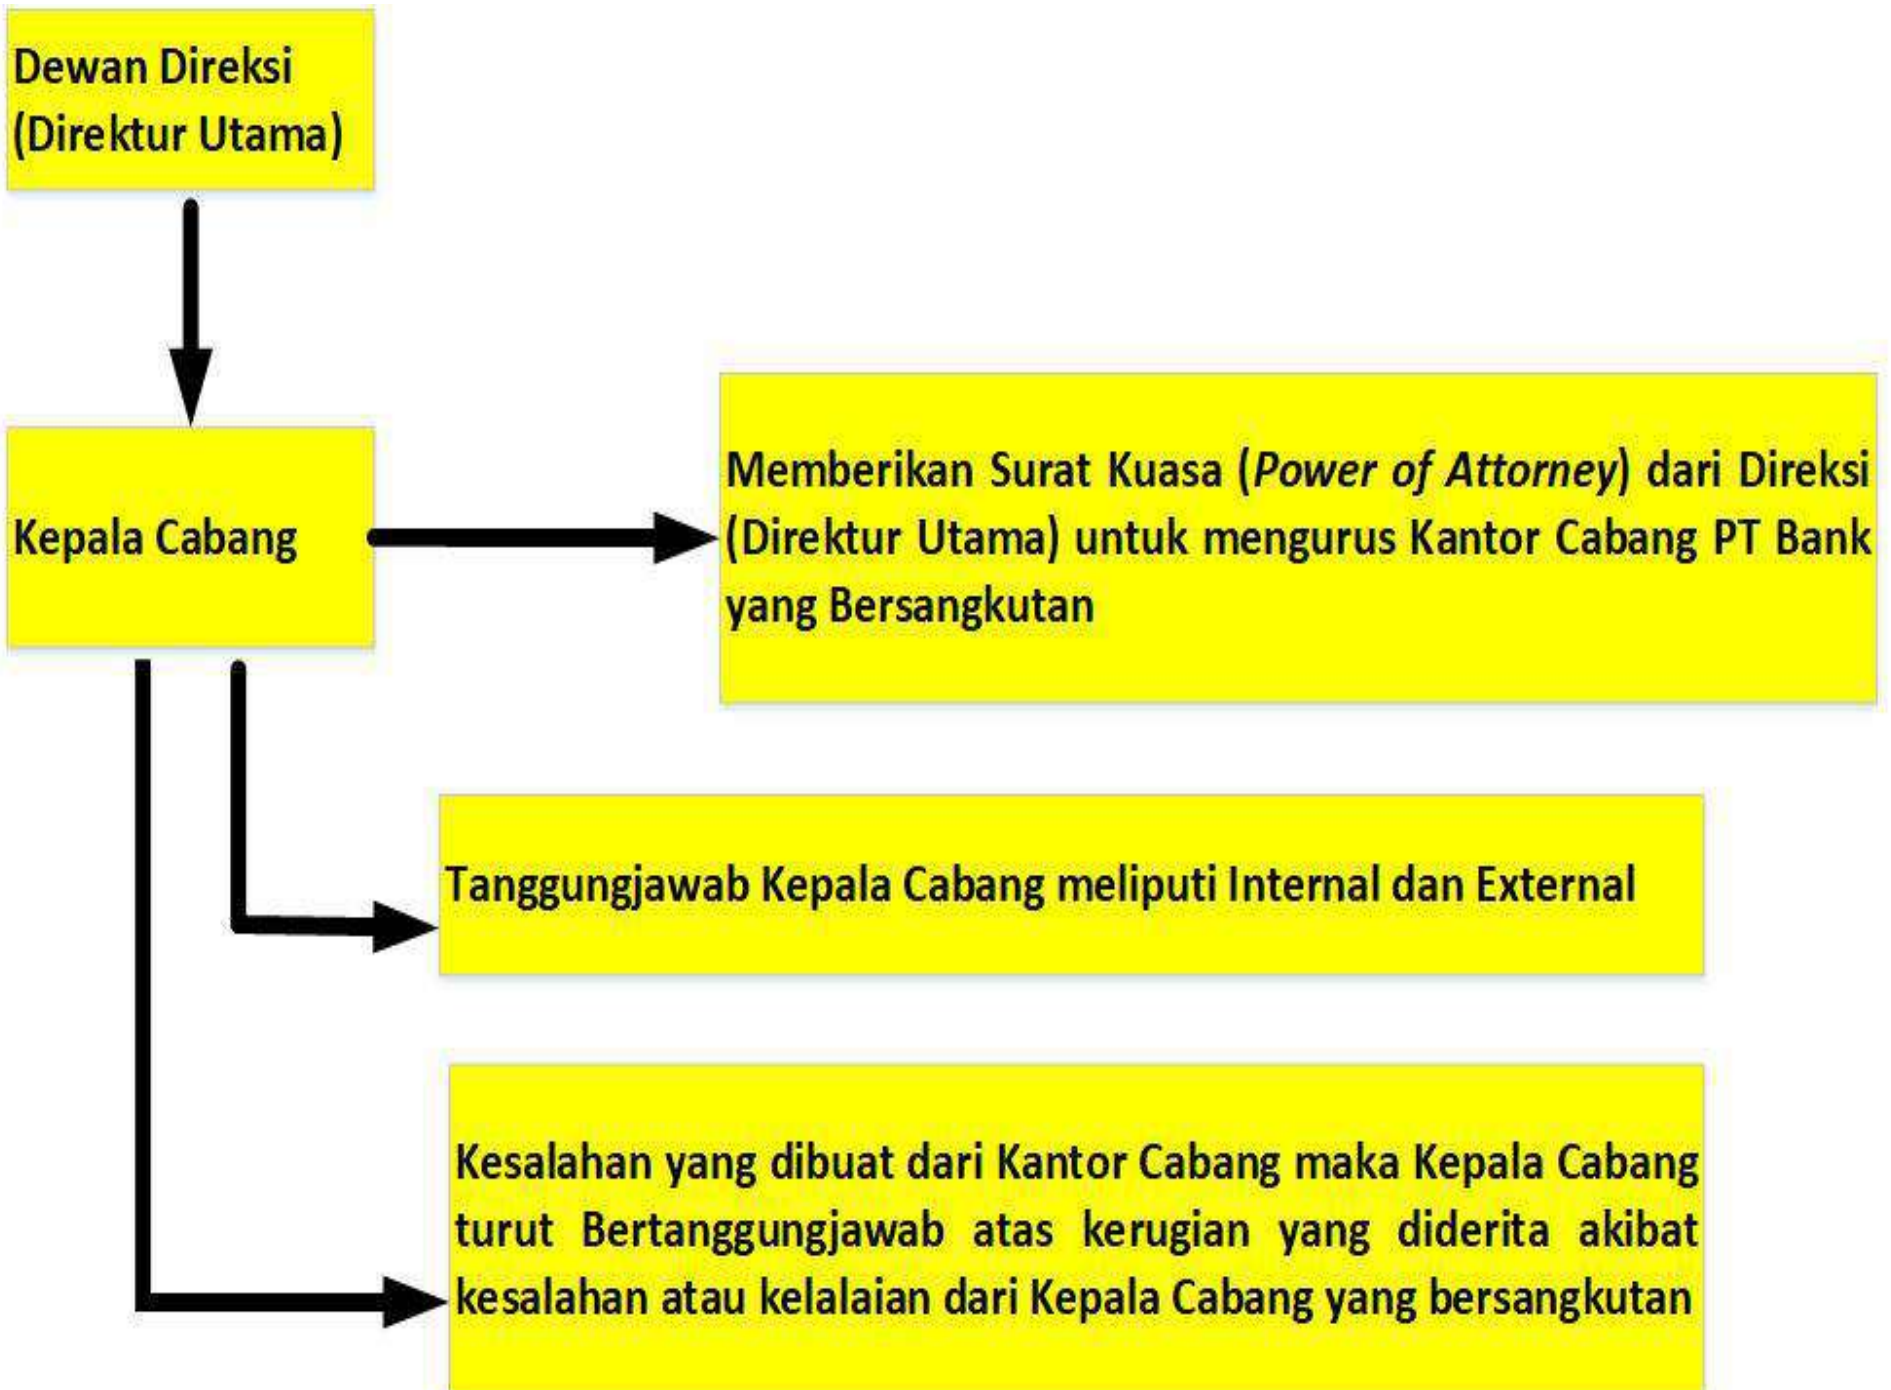 Dewan Direksi
(Direktur Utama)
Kepala Cabang
Memberikan Surat Kuasa (Power of Attorney) dari Direksi
(Direktur Utama) untuk mengurus Kantor Cabang PT Bank
yang Bersangkutan
Tanggungjawab Kepala Cabang meliputi Internal dan External
Kesalahan yang dibuat dari Kantor Cabang maka Kepala Cabang
turut Bertanggungjawab atas kerugian yang diderita akibat
kesalahan atau kelalaian dari Kepala Cabang yang bersangkutan